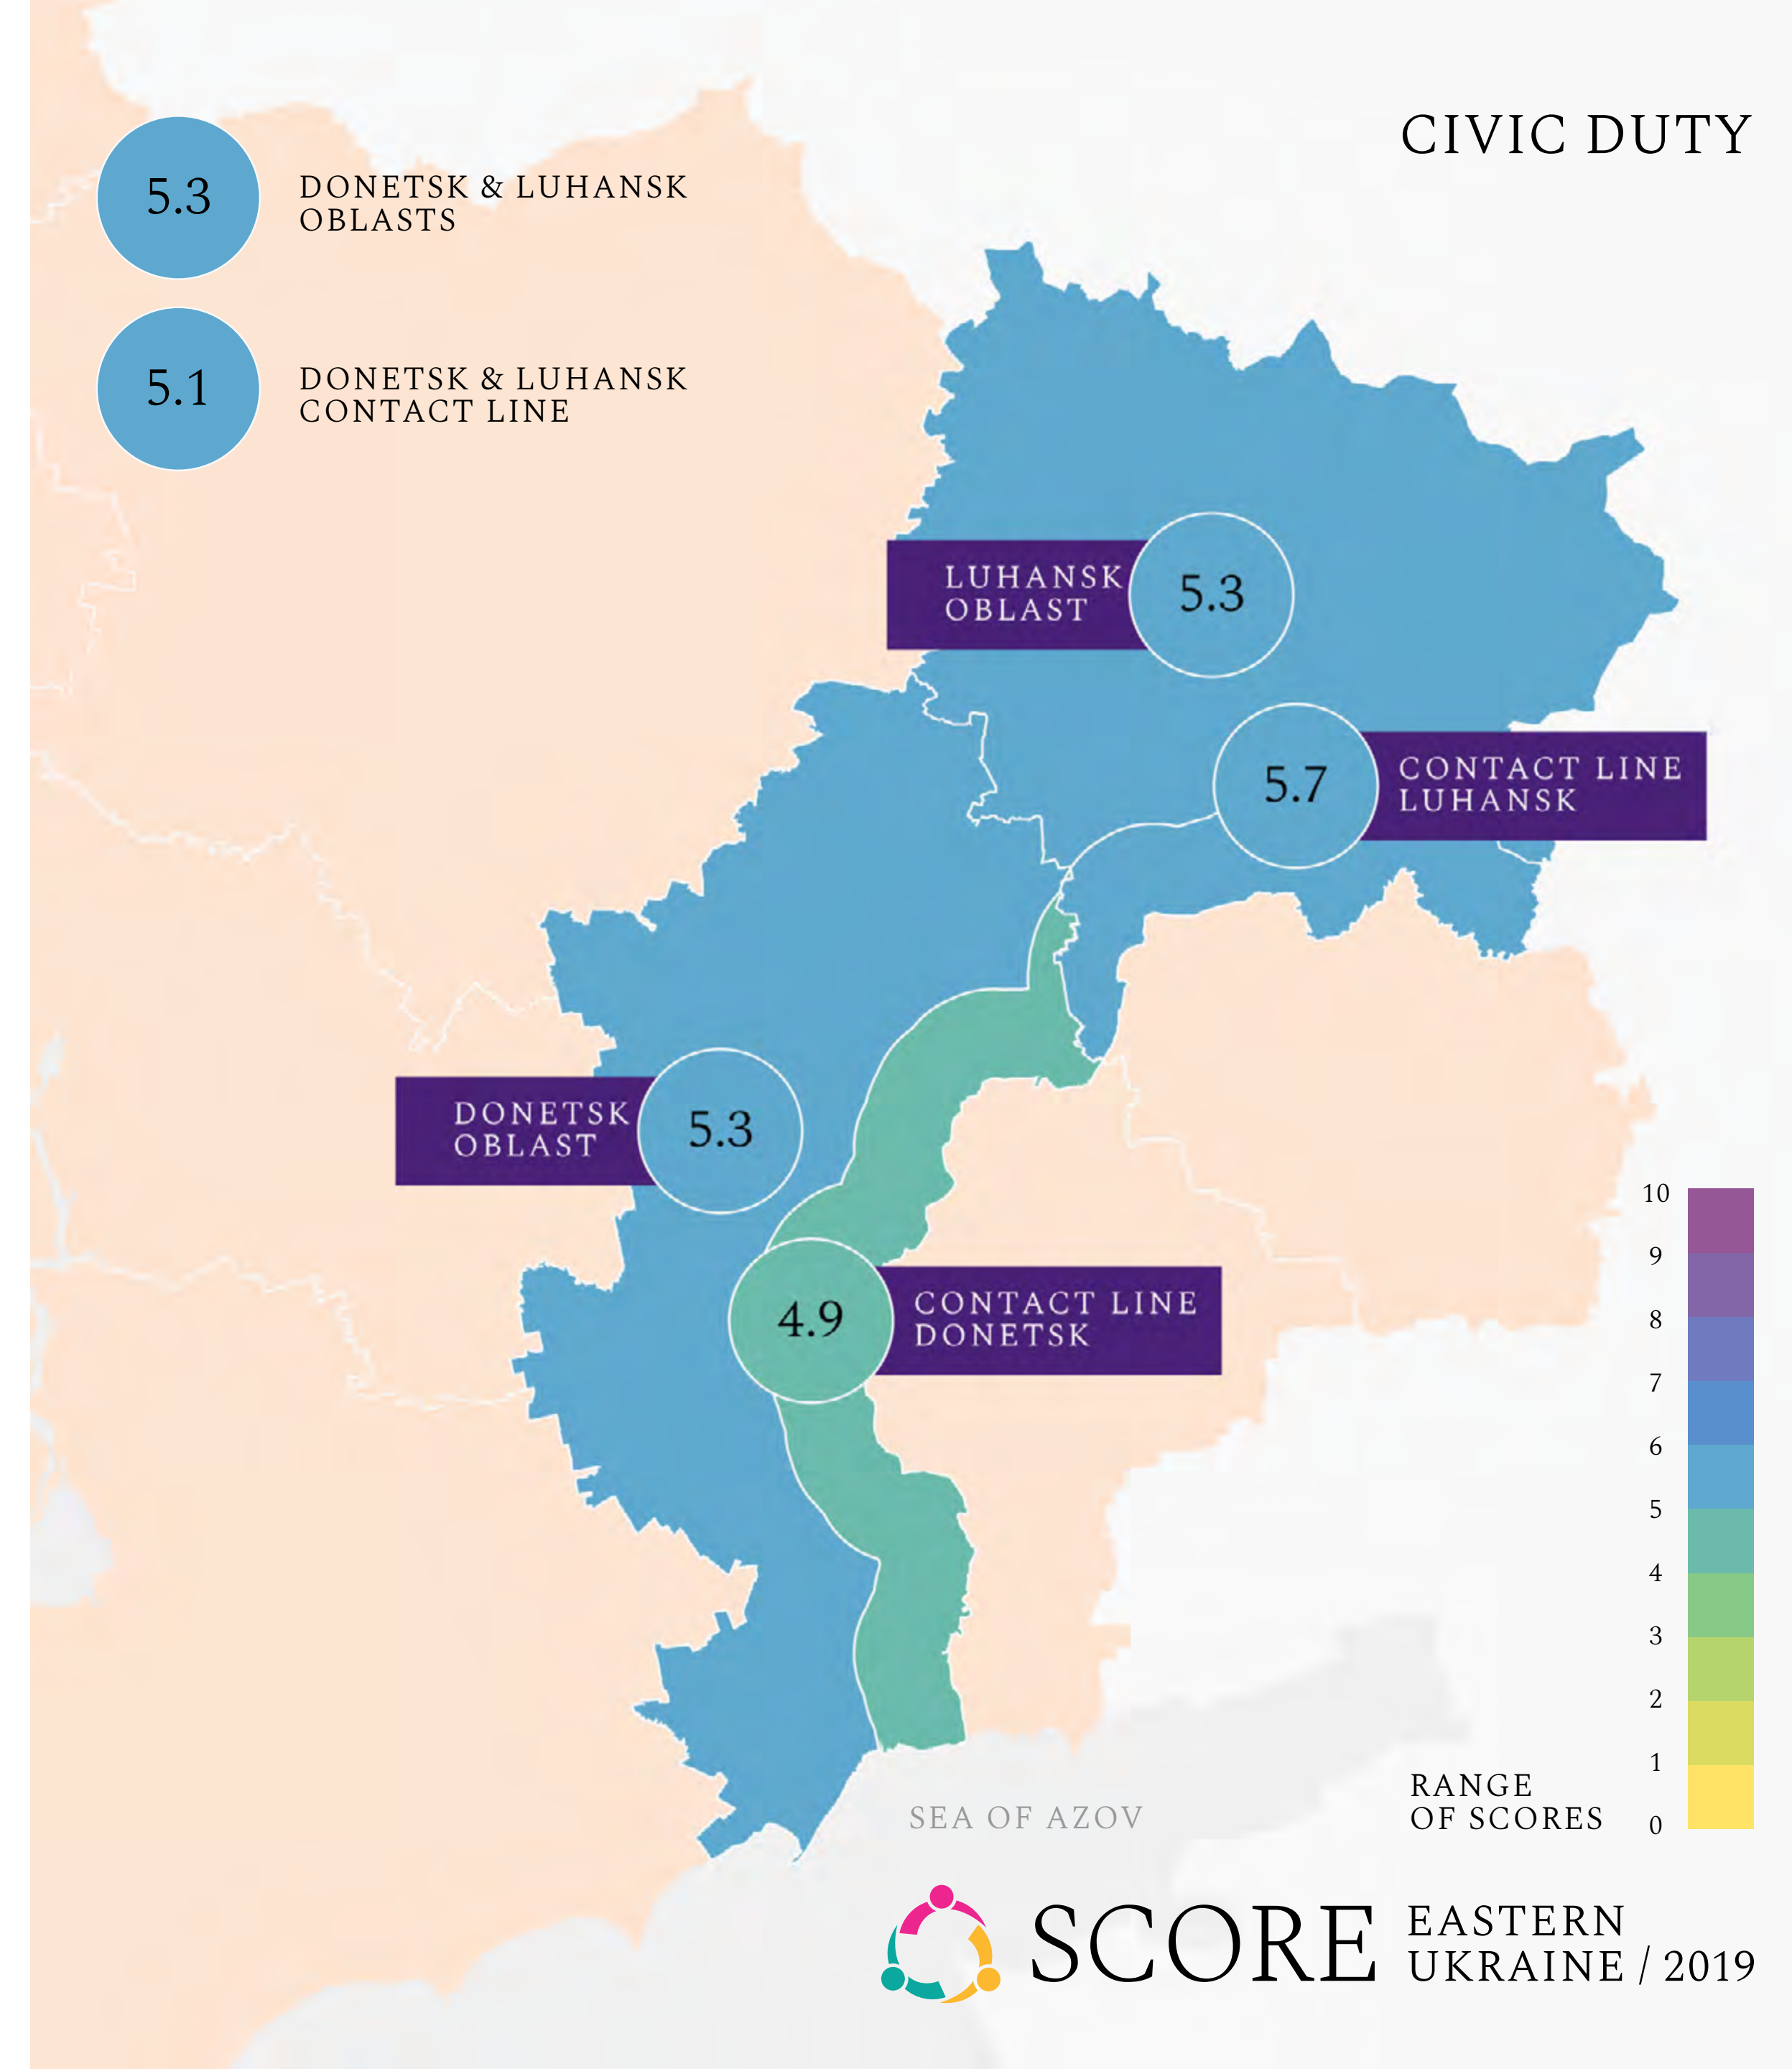 CIVIC DUTY
5.3
DONETSK & LUHANSK
OBLASTS
5.1
DONETSK & LUHANSK
CONTACT LINE
LUHANSK
OBLAST
5.3
5.7
CONTACT LINE
LUHANSK
DONETSK
OBLAST
5.3
4.9
CONTACT LINE
DONETSK
10
9
8
7
6
5
4
3
2
1
0
RANGE
OF SCORES
SEA OF AZOV
SCORE
EASTERN
UKRAINE / 2019